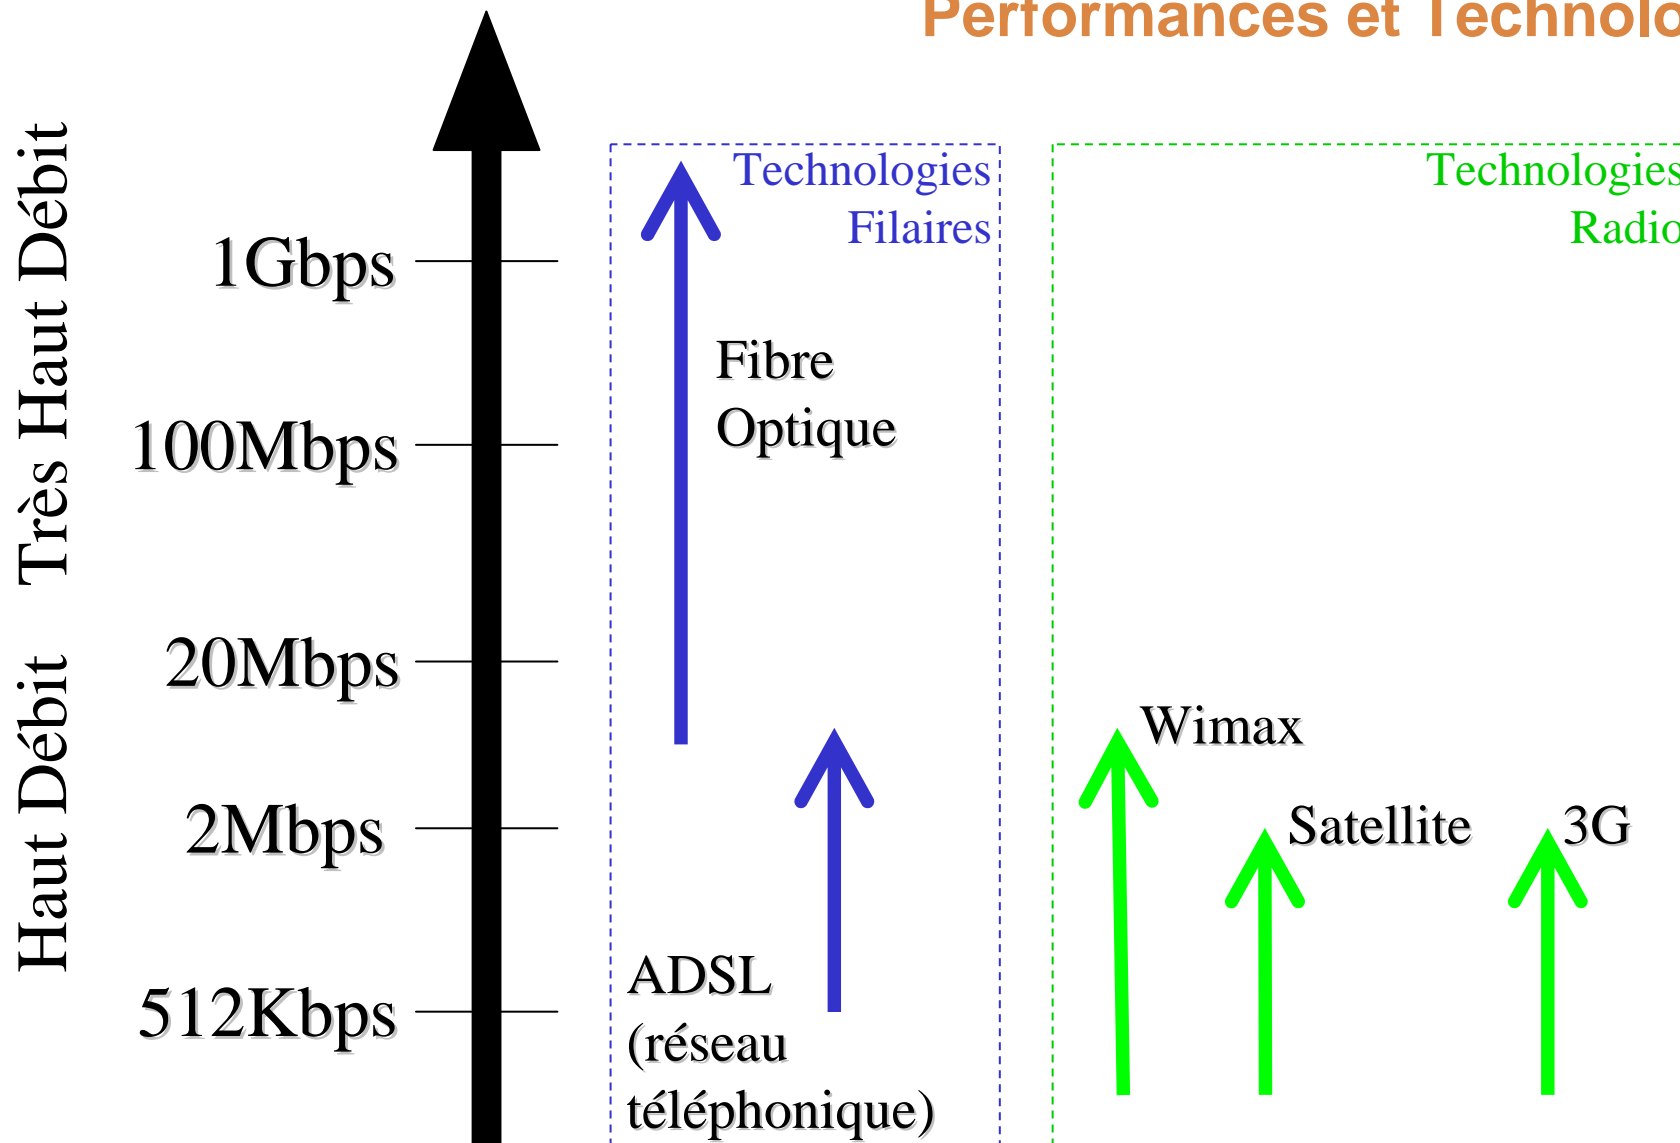 Performances et Technolo
Très Haut Débit
Haut Débit
1Gbps
100Mbps
20Mbps
2Mbps
512Kbps
Technologies
Filaires
Fibre
Optique
ADSL
(réseau
téléphonique)
Technologies
Radio
Wimax
Satellite
3G